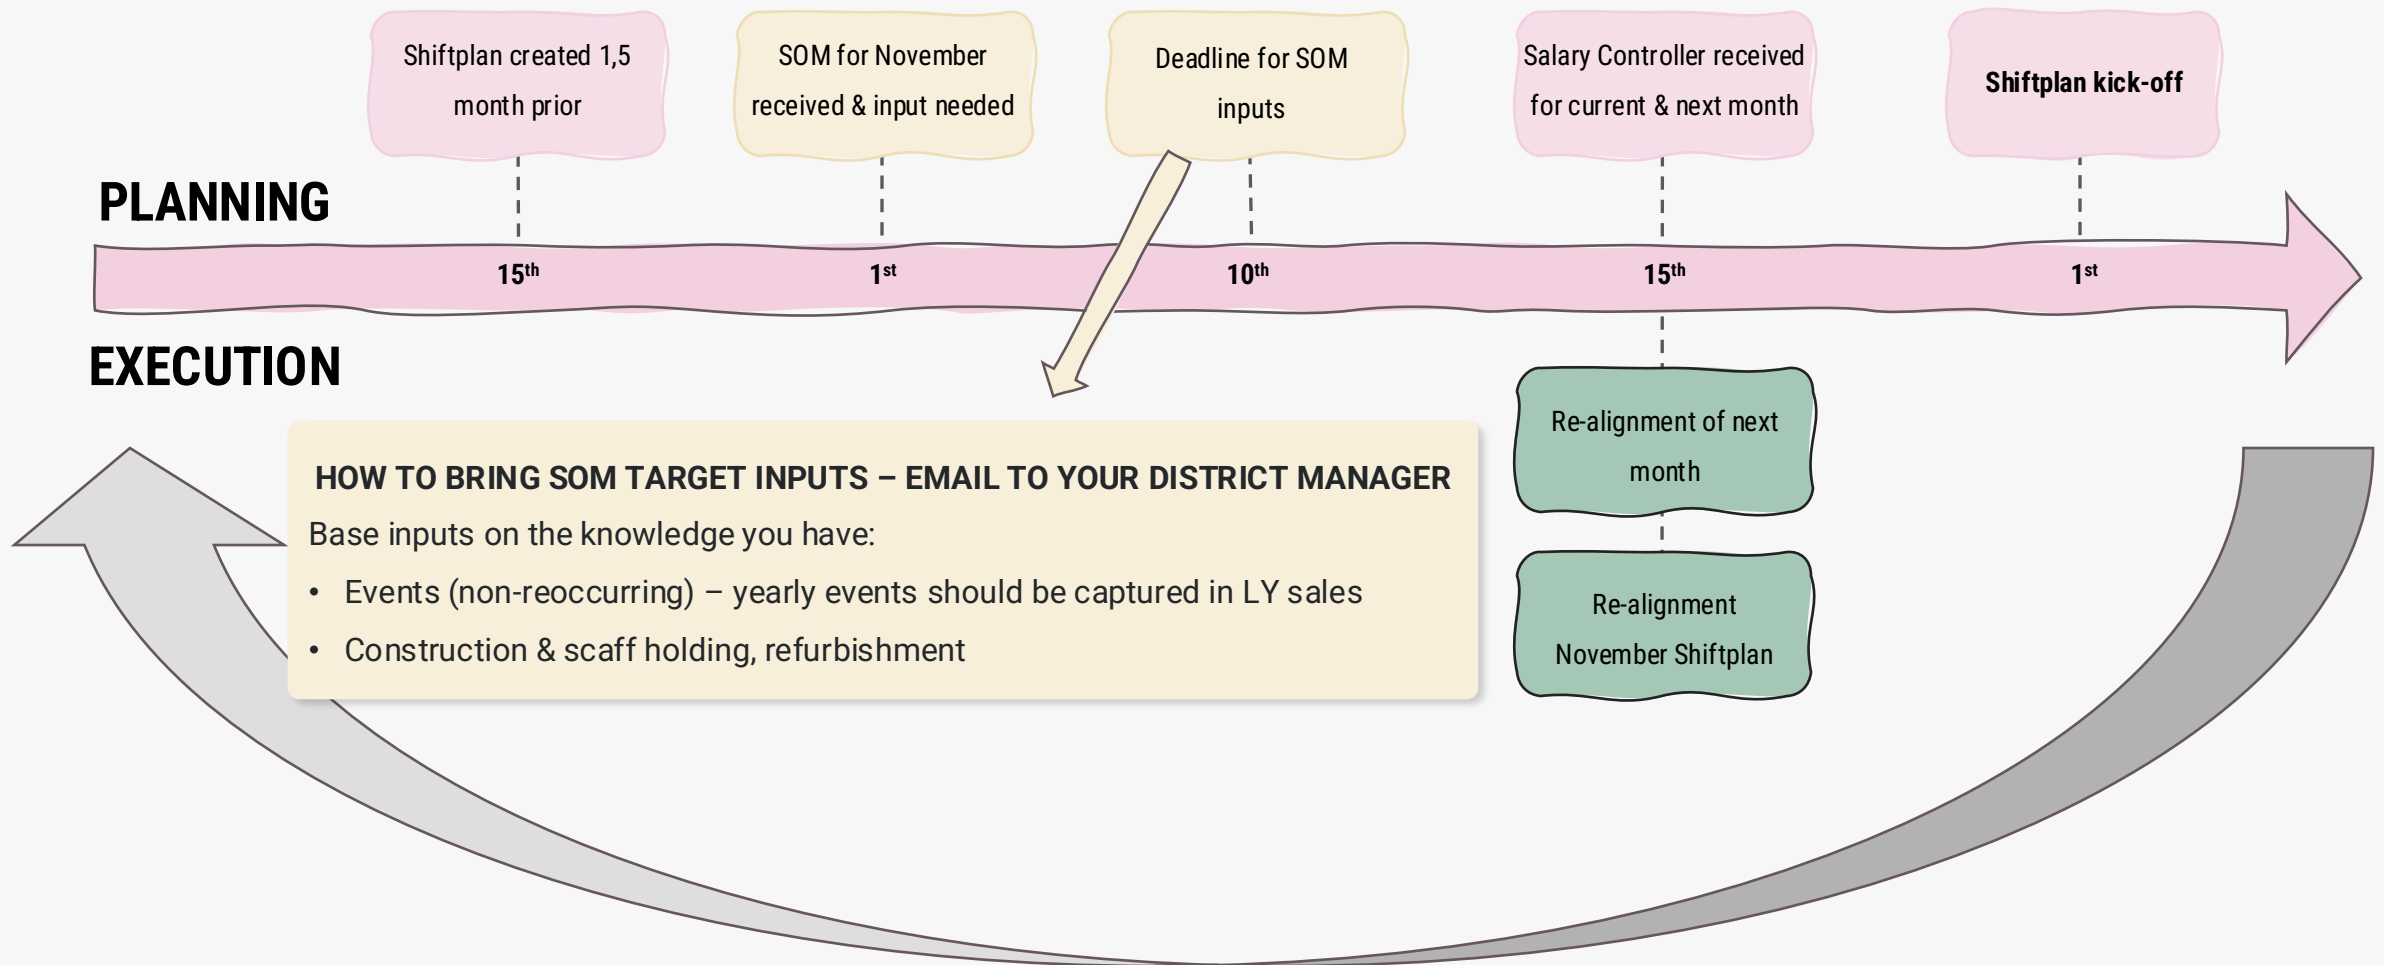 Shiftplan created 1,5
month prior
SOM for November
received & input needed
Deadline for SOM
inputs
Salary Controller received
for current & next month
Shiftplan kick-off
PLANNING
15th
1st
10th
15th
1st
EXECUTION
HOW TO BRING SOM TARGET INPUTS – EMAIL TO YOUR DISTRICT MANAGER
Base inputs on the knowledge you have:
• Events (non-reoccurring) – yearly events should be captured in LY sales
• Construction & scaff holding, refurbishment
Re-alignment of next
month
Re-alignment
November Shiftplan